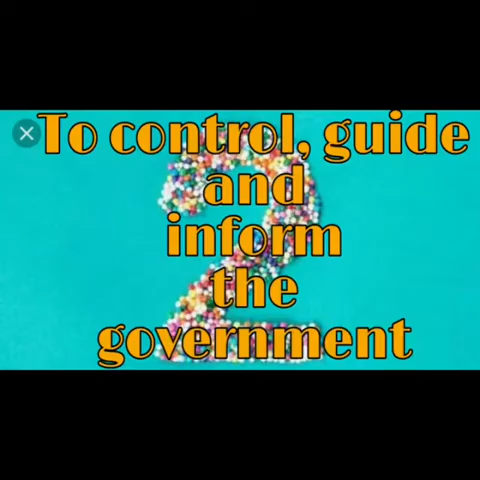 To control, guide
and
inform
the
government